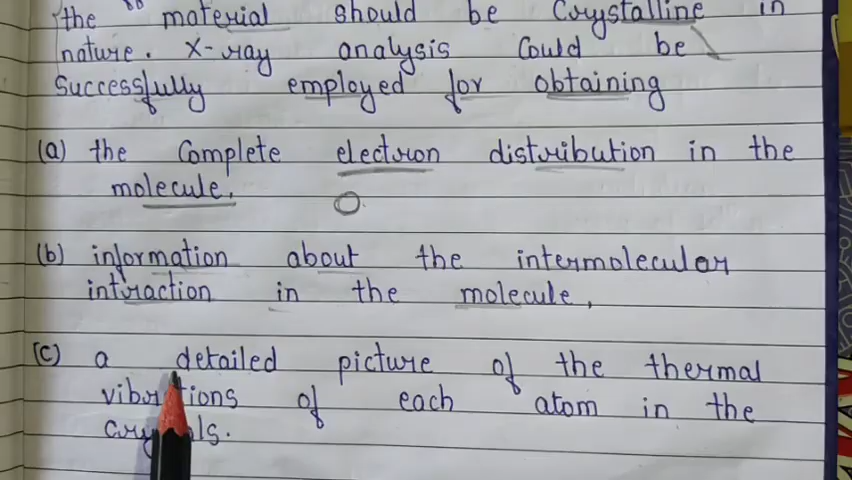 the material should be Crystalline in
nature. X-ray analysis Could be
Successfully employed for obtaining
(a) the Complete electron distribution in the
molecule.
(b) information about the intermolecular
intraction in the molecule,
(c) a detailed picture of the thermal
vibrations of each atom in the
crystals.